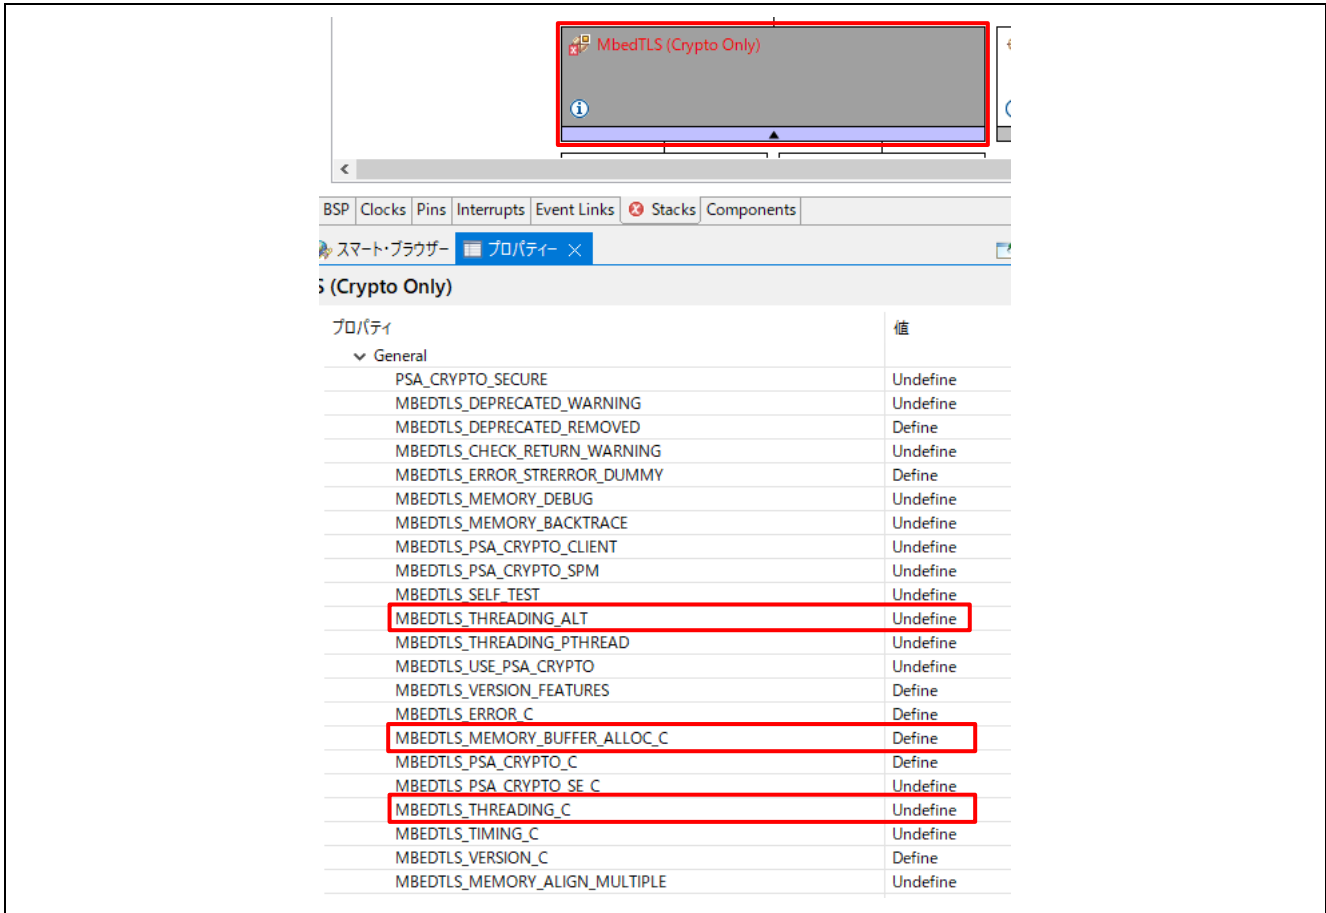 MbedTLS (Crypto Only)
BSP Clocks Pins Interrupts Event Links Stacks Components
スマート・ブラウザー プロパティー
(Crypto Only)
プロパティ 値
General
PSA_CRYPTO_SECURE Undefine
MBEDTLS_DEPRECATED_WARNING Undefine
MBEDTLS_DEPRECATED_REMOVED Define
MBEDTLS_CHECK_RETURN_WARNING Undefine
MBEDTLS_ERROR_STRERROR_DUMMY Define
MBEDTLS_MEMORY_DEBUG Undefine
MBEDTLS_MEMORY_BACKTRACE Undefine
MBEDTLS_PSA_CRYPTO_CLIENT Undefine
MBEDTLS_PSA_CRYPTO_SPM Undefine
MBEDTLS_SELF_TEST Undefine
MBEDTLS_THREADING_ALT Undefine
MBEDTLS_THREADING_PTHREAD Undefine
MBEDTLS_USE_PSA_CRYPTO Undefine
MBEDTLS_VERSION_FEATURES Define
MBEDTLS_ERROR_C Define
MBEDTLS_MEMORY_BUFFER_ALLOC_C Define
MBEDTLS_PSA_CRYPTO_C Define
MBEDTLS_PSA_CRYPTO_SE_C Undefine
MBEDTLS_THREADING_C Undefine
MBEDTLS_TIMING_C Undefine
MBEDTLS_VERSION_C Define
MBEDTLS_MEMORY_ALIGN_MULTIPLE Undefine